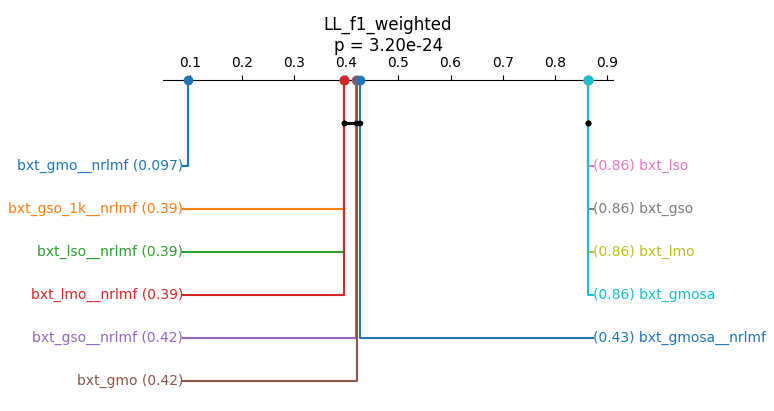 LL_f1_weighted
p = 3.20e-24
0.1 0.2 0.3 0.4 0.5 0.6 0.7 0.8 0.9
bxt_gmo__nrlmf (0.097)
(0.86) bxt_lso
bxt_gso_1k__nrlmf (0.39)
(0.86) bxt_gso
bxt_lso__nrlmf (0.39)
(0.86) bxt_lmo
bxt_lmo__nrlmf (0.39)
(0.86) bxt_gmosa
bxt_gso__nrlmf (0.42)
(0.43) bxt_gmosa__nrlmf
bxt_gmo (0.42)